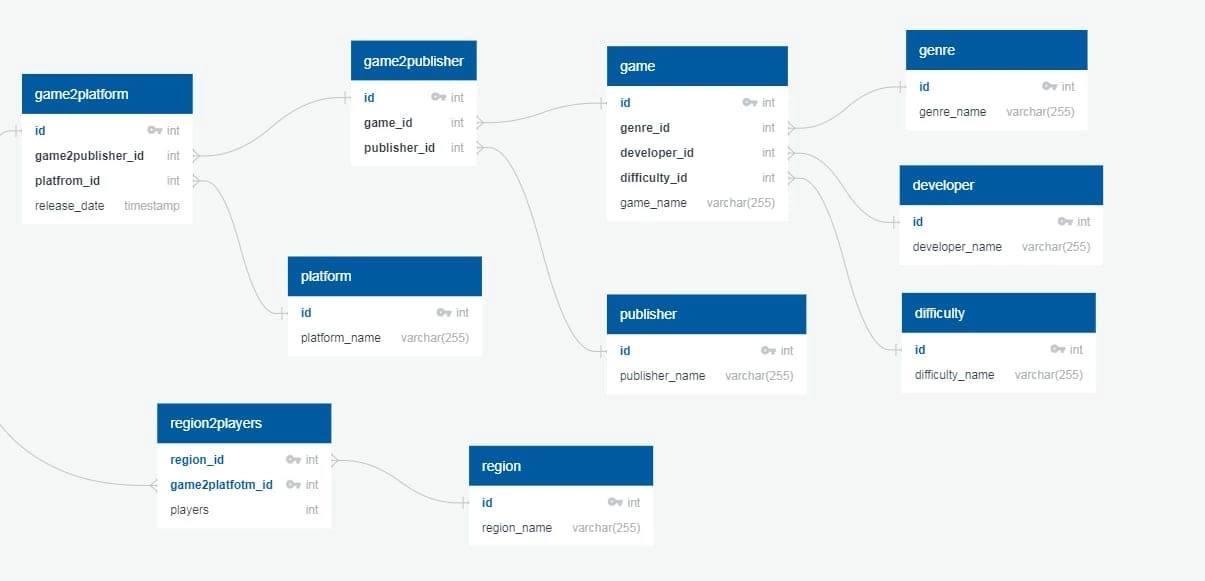 game2platform
id int
game2publisher_id int
platfrom_id int
release_date timestamp
game2publisher
id int
game_id int
publisher_id int
game
id int
genre_id int
developer_id int
difficulty_id int
game_name varchar(255)
genre
id int
genre_name varchar(255)
developer
id int
developer_name varchar(255)
platform
id int
platform_name varchar(255)
publisher
id int
publisher_name varchar(255)
difficulty
id int
difficulty_name varchar(255)
region2players
region_id int
game2platfotm_id int
players int
region
id int
region_name varchar(255)